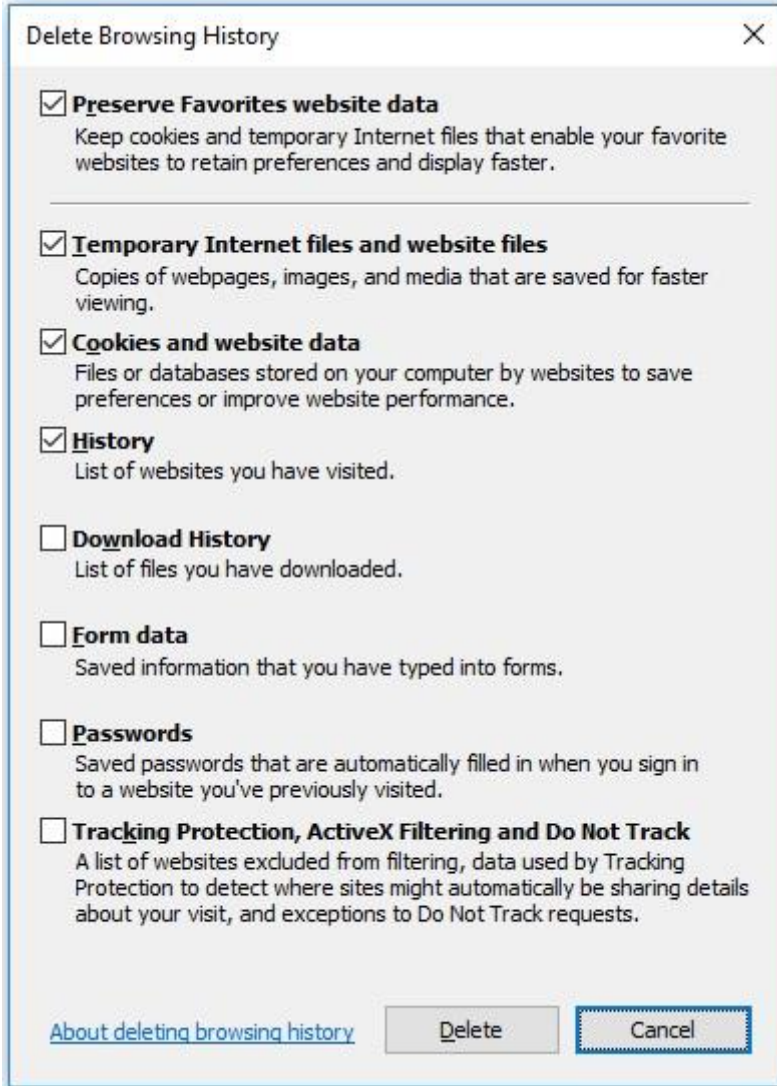 Delete Browsing History
Preserve Favorites website data
Keep cookies and temporary Internet files that enable your favorite
websites to retain preferences and display faster.
Temporary Internet files and website files
Copies of webpages, images, and media that are saved for faster
viewing.
Cookies and website data
Files or databases stored on your computer by websites to save
preferences or improve website performance.
History
List of websites you have visited.
Download History
List of files you have downloaded.
Form data
Saved information that you have typed into forms.
Passwords
Saved passwords that are automatically filled in when you sign in
to a website you've previously visited.
Tracking Protection, ActiveX Filtering and Do Not Track
A list of websites excluded from filtering, data used by Tracking
Protection to detect where sites might automatically be sharing details
about your visit, and exceptions to Do Not Track requests.
About deleting browsing history Delete Cancel